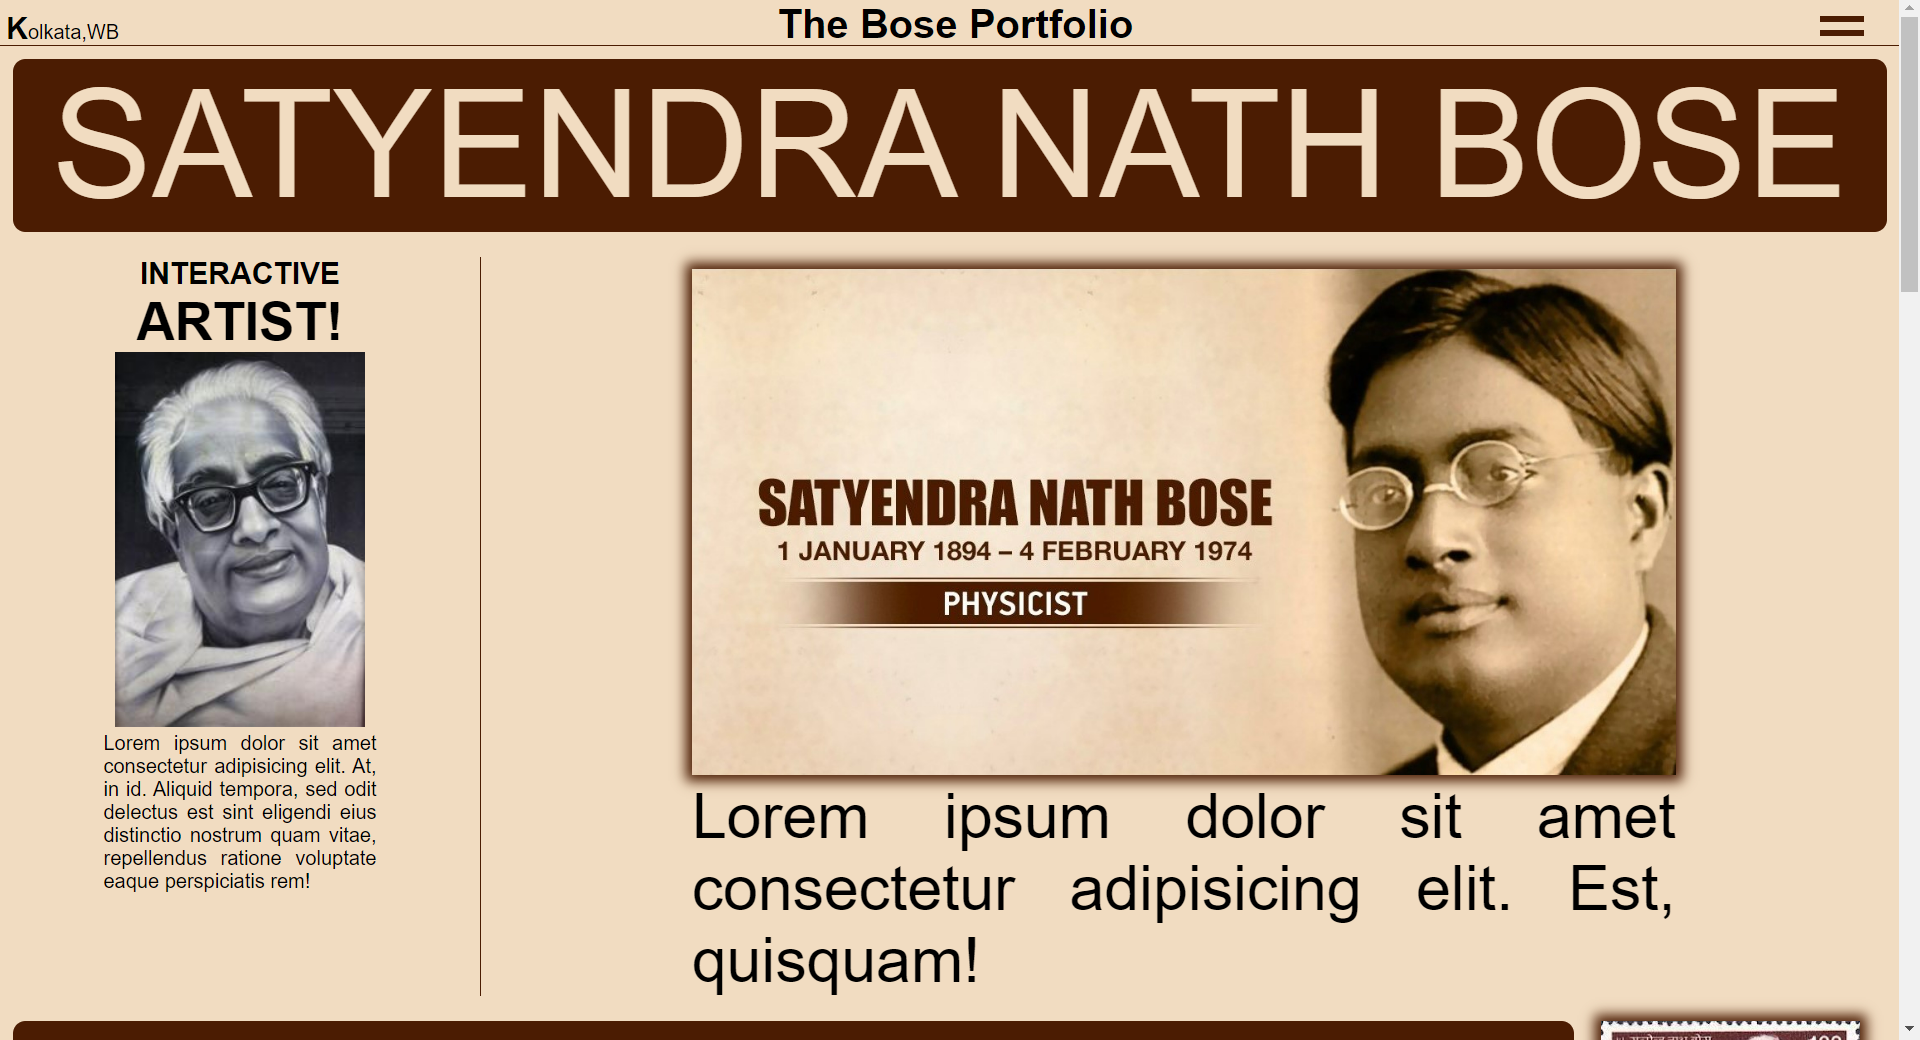 Kolkata,WB
The Bose Portfolio
SATYENDRA NATH BOSE
INTERACTIVE
ARTIST!
Lorem ipsum dolor sit amet
consectetur adipisicing elit. At,
in id. Aliquid tempora, sed odit
delectus est sint eligendi eius
distinctio nostrum quam vitae,
repellendus ratione voluptate
eaque perspiciatis rem!
SATYENDRA NATH BOSE
1 JANUARY 1894 – 4 FEBRUARY 1974
PHYSICIST
Lorem ipsum dolor sit amet
consectetur adipisicing elit. Est,
quisquam!